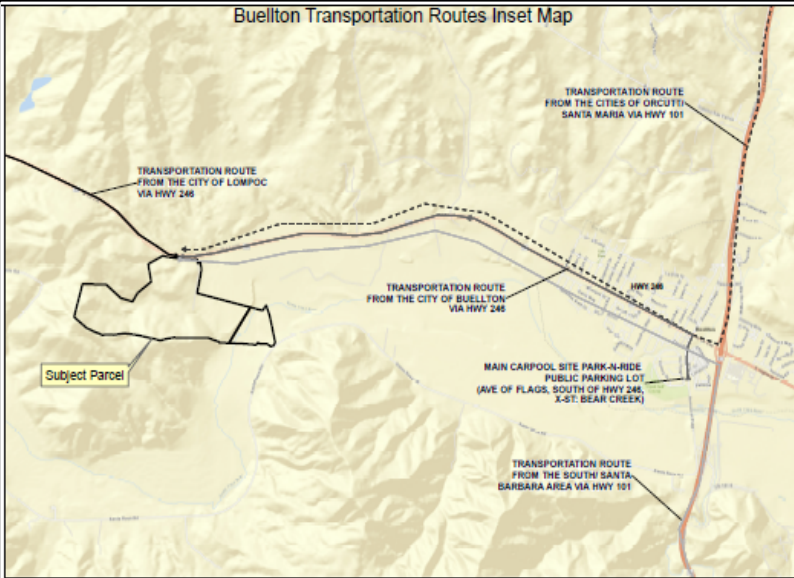 Buellton Transportation Routes Inset Map
TRANSPORTATION ROUTE
FROM THE CITIES OF ORCUTT/
SANTA MARIA VIA HWY 101
TRANSPORTATION ROUTE
FROM THE CITY OF LOMPOC
VIA HWY 246
TRANSPORTATION ROUTE
FROM THE CITY OF BUELLTON
VIA HWY 246
HWY 246
Buellton
Subject Parcel
MAIN CARPOOL SITE PARK-N-RIDE
PUBLIC PARKING LOT
(AVE OF FLAGS, SOUTH OF HWY 246,
X-ST: BEAR CREEK)
TRANSPORTATION ROUTE
FROM THE SOUTH/ SANTA
BARBARA AREA VIA HWY 101